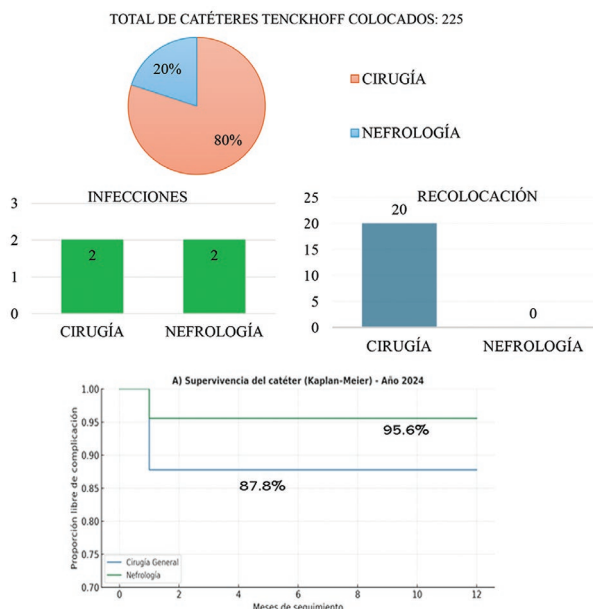 TOTAL DE CATÉTERES TENCKHOFF COLOCADOS: 225
20%
80%
CIRUGÍA
NEFROLOGÍA
INFECCIONES
3
2
1
0
2
2
CIRUGÍA
NEFROLOGÍA
RECOLOCACIÓN
25
20
15
10
5
0
20
0
CIRUGÍA
NEFROLOGÍA
A) Supervivencia del catéter (Kaplan-Meier) - Año 2024
Proporción libre de complicación
1.00
0.95
0.90
0.85
0.80
0.75
0.70
95.6%
87.8%
Cirugía General
Nefrología
0 2 4 6 8 10 12
Meses de seguimiento